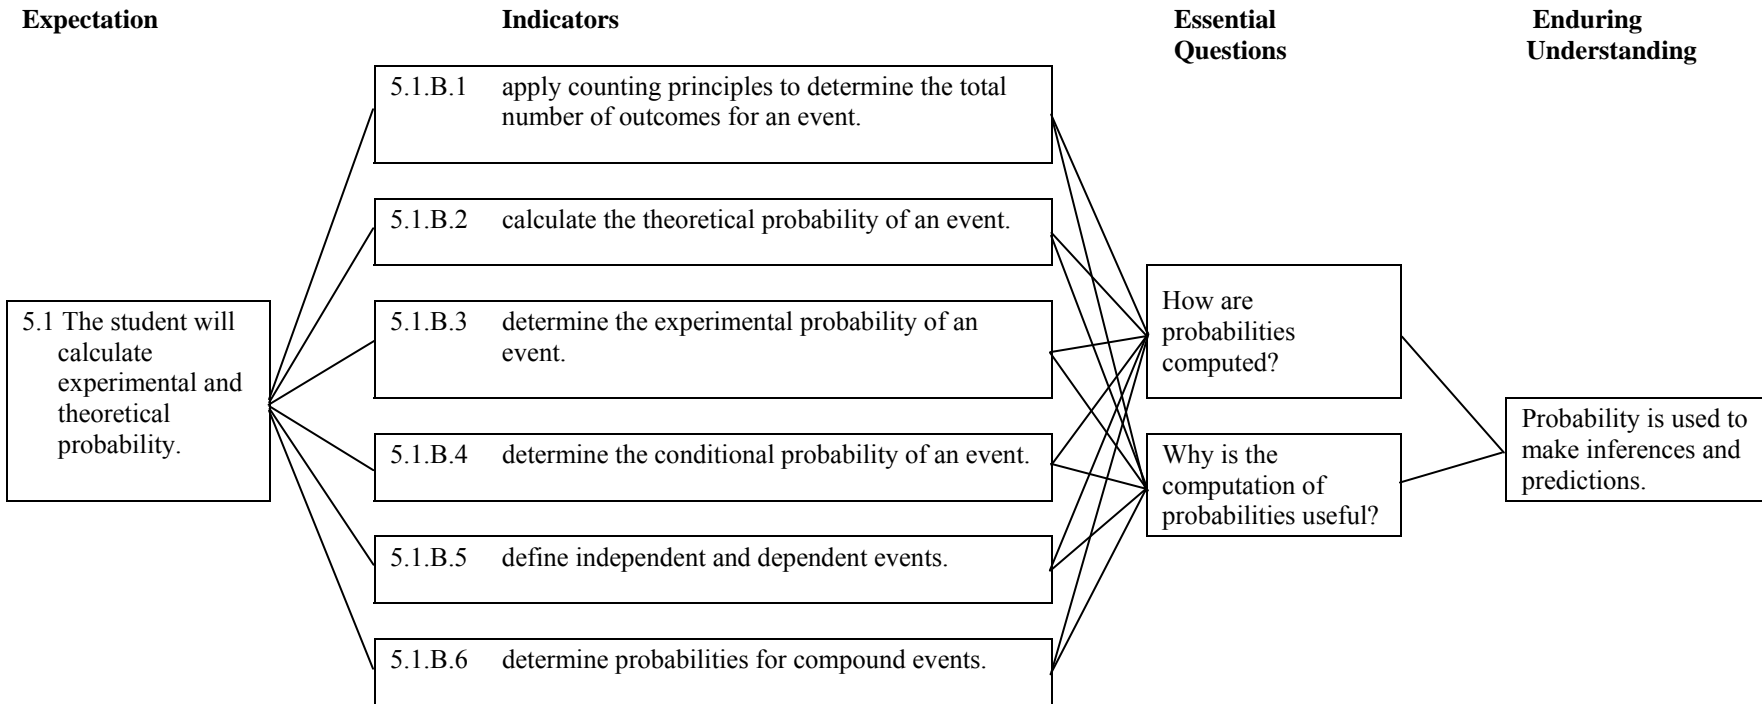 Expectation
Indicators
Essential
Questions
Enduring
Understanding
5.1 The student will
calculate
experimental and
theoretical
probability.
5.1.B.1 apply counting principles to determine the total
number of outcomes for an event.
5.1.B.2 calculate the theoretical probability of an event.
5.1.B.3 determine the experimental probability of an
event.
5.1.B.4 determine the conditional probability of an event.
5.1.B.5 define independent and dependent events.
5.1.B.6 determine probabilities for compound events.
How are
probabilities
computed?
Why is the
computation of
probabilities useful?
Probability is used to
make inferences and
predictions.